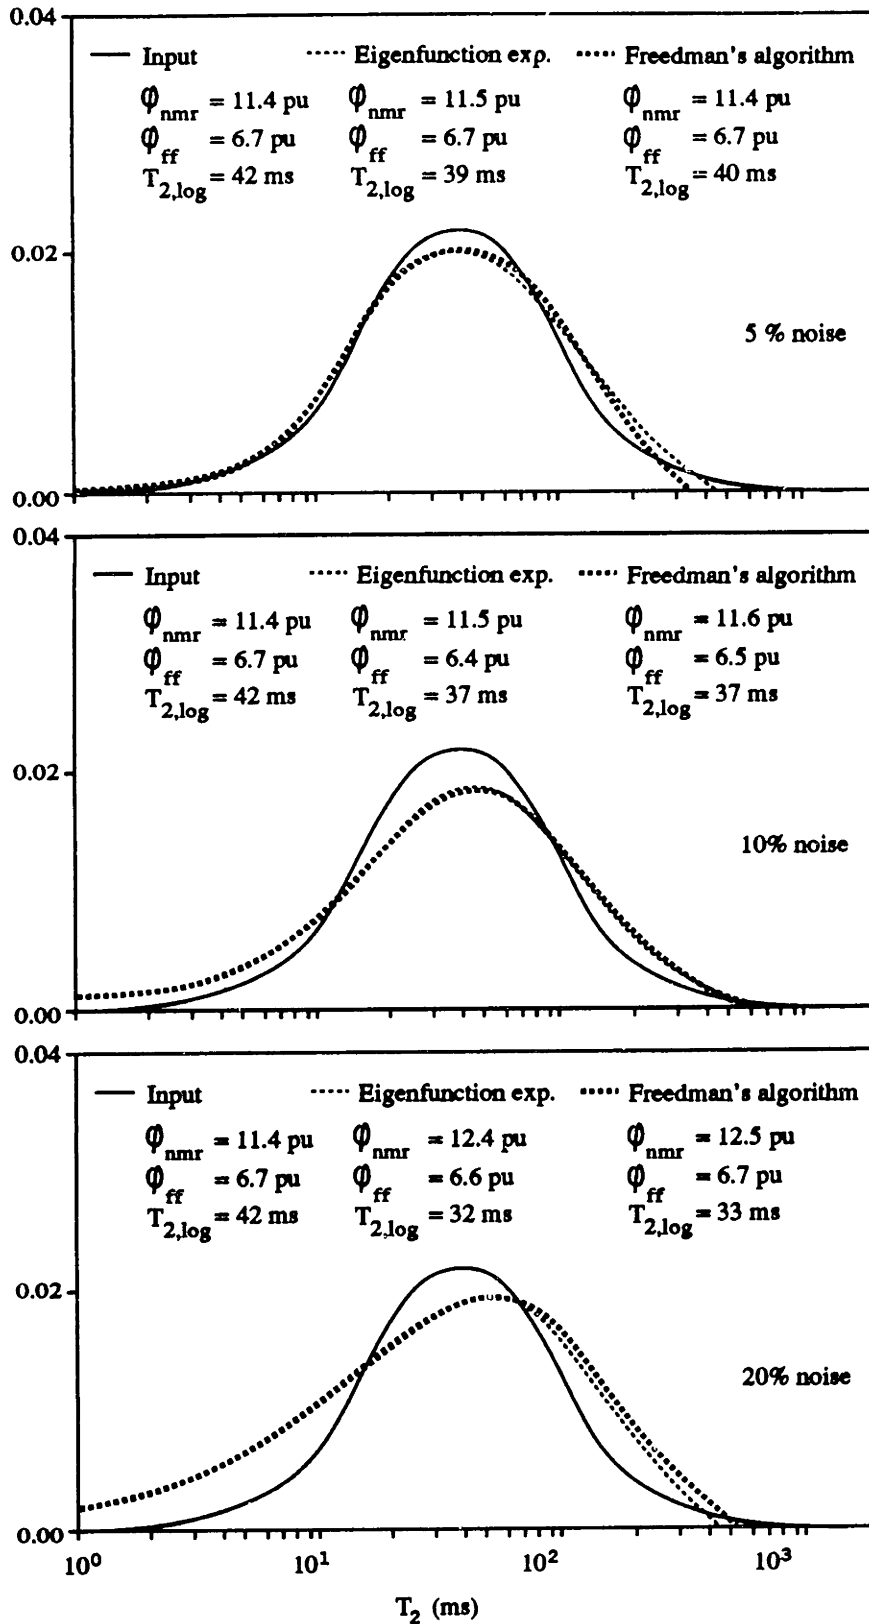 0.04
Input Eigenfunction exp. Freedman's algorithm
φnmr = 11.4 pu φnmr = 11.5 pu φnmr = 11.4 pu
φff = 6.7 pu φff = 6.7 pu φff = 6.7 pu
T2,log = 42 ms T2,log = 39 ms T2,log = 40 ms
0.02
5 % noise
0.00
0.04
Input Eigenfunction exp. Freedman's algorithm
φnmr = 11.4 pu φnmr = 11.5 pu φnmr = 11.6 pu
φff = 6.7 pu φff = 6.4 pu φff = 6.5 pu
T2,log = 42 ms T2,log = 37 ms T2,log = 37 ms
0.02
10% noise
0.00
0.04
Input Eigenfunction exp. Freedman's algorithm
φnmr = 11.4 pu φnmr = 12.4 pu φnmr = 12.5 pu
φff = 6.7 pu φff = 6.6 pu φff = 6.7 pu
T2,log = 42 ms T2,log = 32 ms T2,log = 33 ms
0.02
20% noise
0.00
10⁰ 10¹ 10² 10³
T2 (ms)